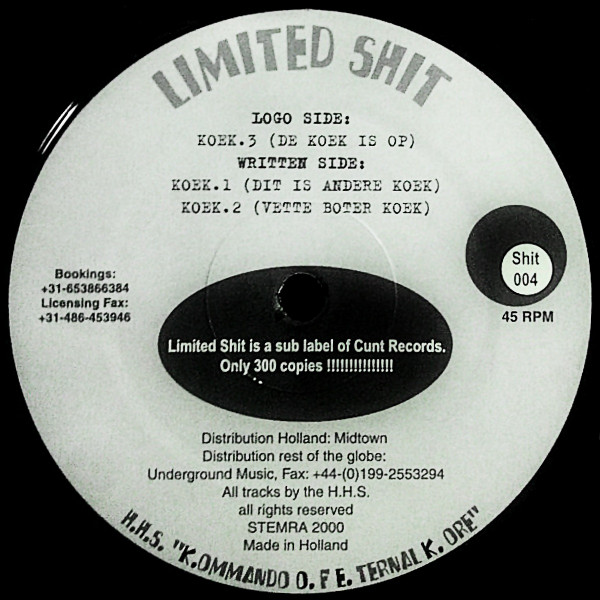 LIMITED SHIT
LOGO SIDE:
KOEK.3 (DE KOEK IS OP)
WRITTEN SIDE:
KOEK.1 (DIT IS ANDERE KOEK)
KOEK.2 (VETTE BOTER KOEK)
Shit
004
45 RPM
Bookings:
+31-653866384
Licensing Fax:
+31-486-453946
Limited Shit is a sub label of Cunt Records.
Only 300 copies !!!!!!!!!!!!!!!
Distribution Holland: Midtown
Distribution rest of the globe:
Underground Music, Fax: +44-(0)199-2553294
All tracks by the H.H.S.
all rights reserved
STEMRA 2000
Made in Holland
H.H.S. "K.OMMANDO O.F E.TERNAL K.ORE"